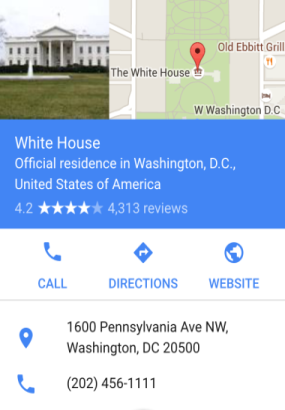 Old Ebbitt Grill
The White House
W Washington D.C
White House
Official residence in Washington, D.C.,
United States of America
4.2 ★★★★★ 4,313 reviews
CALL DIRECTIONS WEBSITE
1600 Pennsylvania Ave NW,
Washington, DC 20500
(202) 456-1111